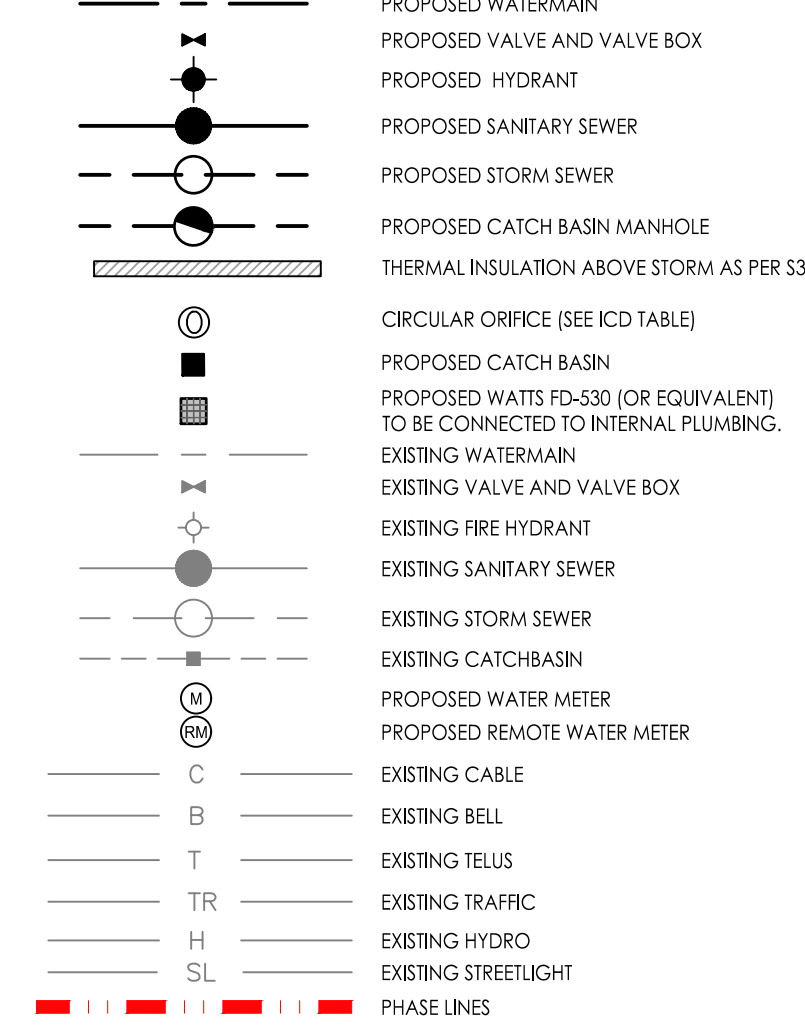 PROPOSED WATERMAIN
PROPOSED VALVE AND VALVE BOX
PROPOSED HYDRANT
PROPOSED SANITARY SEWER
PROPOSED STORM SEWER
PROPOSED CATCH BASIN MANHOLE
THERMAL INSULATION ABOVE STORM AS PER S3
CIRCULAR ORIFICE (SEE ICD TABLE)
PROPOSED CATCH BASIN
PROPOSED WATTS FD-530 (OR EQUIVALENT)
TO BE CONNECTED TO INTERNAL PLUMBING.
EXISTING WATERMAIN
EXISTING VALVE AND VALVE BOX
EXISTING FIRE HYDRANT
EXISTING SANITARY SEWER
EXISTING STORM SEWER
EXISTING CATCHBASIN
M PROPOSED WATER METER
RM PROPOSED REMOTE WATER METER
C EXISTING CABLE
B EXISTING BELL
T EXISTING TELUS
TR EXISTING TRAFFIC
H EXISTING HYDRO
SL EXISTING STREETLIGHT
PHASE LINES